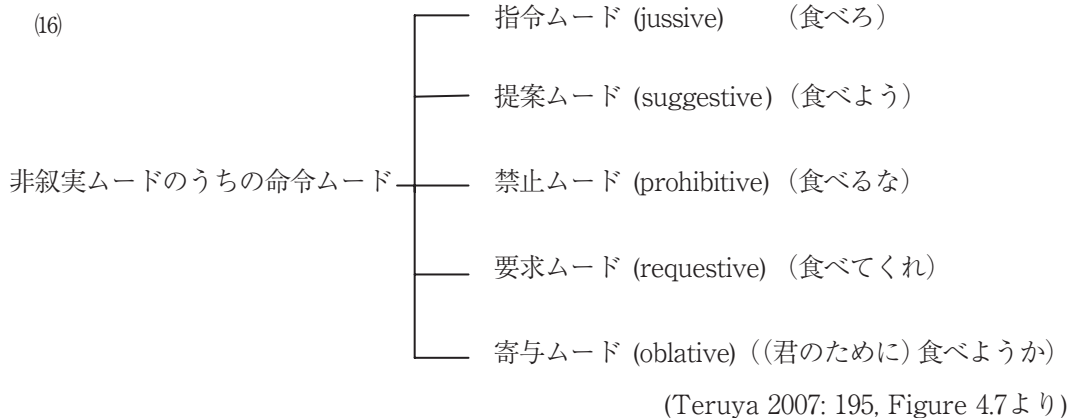 ⒃
指令ムード (jussive) （食べろ）
提案ムード (suggestive) （食べよう）
禁止ムード (prohibitive) （食べるな）
非叙実ムードのうちの命令ムード
要求ムード (requestive) （食べてくれ）
寄与ムード (oblative)（（君のために）食べようか）
(Teruya 2007: 195, Figure 4.7より)